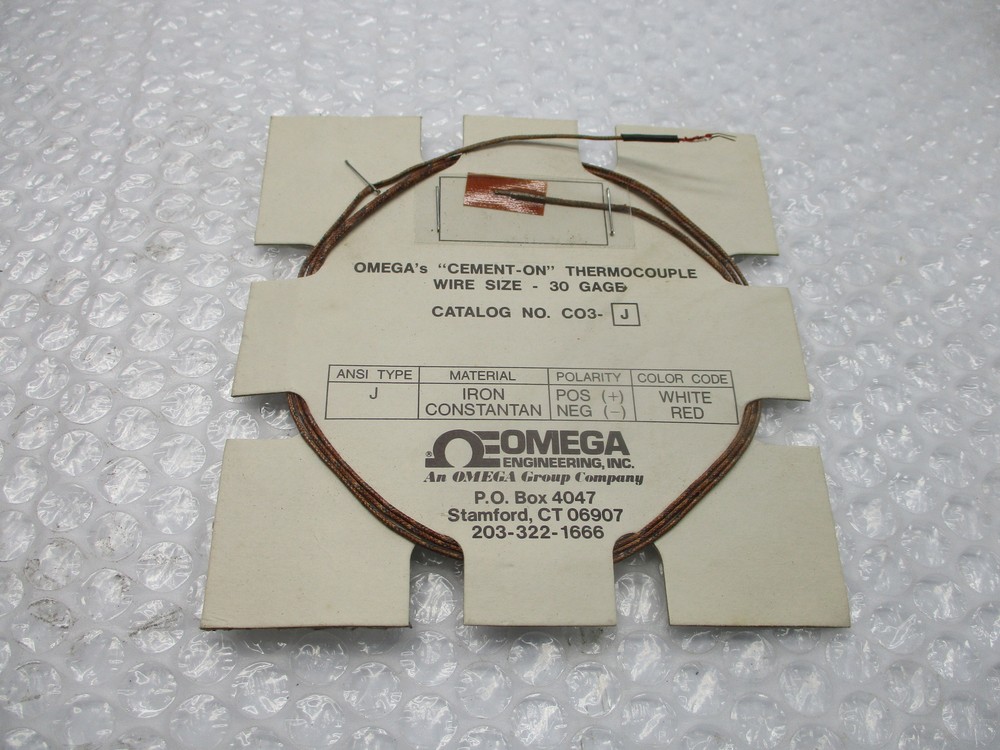 OMEGA's "CEMENT-ON" THERMOCOUPLE
WIRE SIZE - 30 GAGE
CATALOG NO. CO3- J
ANSI TYPE MATERIAL POLARITY COLOR CODE
J IRON POS (+) WHITE
CONSTANTAN NEG (-) RED
® ΩE OMEGA
ENGINEERING, INC.
An OMEGA Group Company
P.O. Box 4047
Stamford, CT 06907
203-322-1666